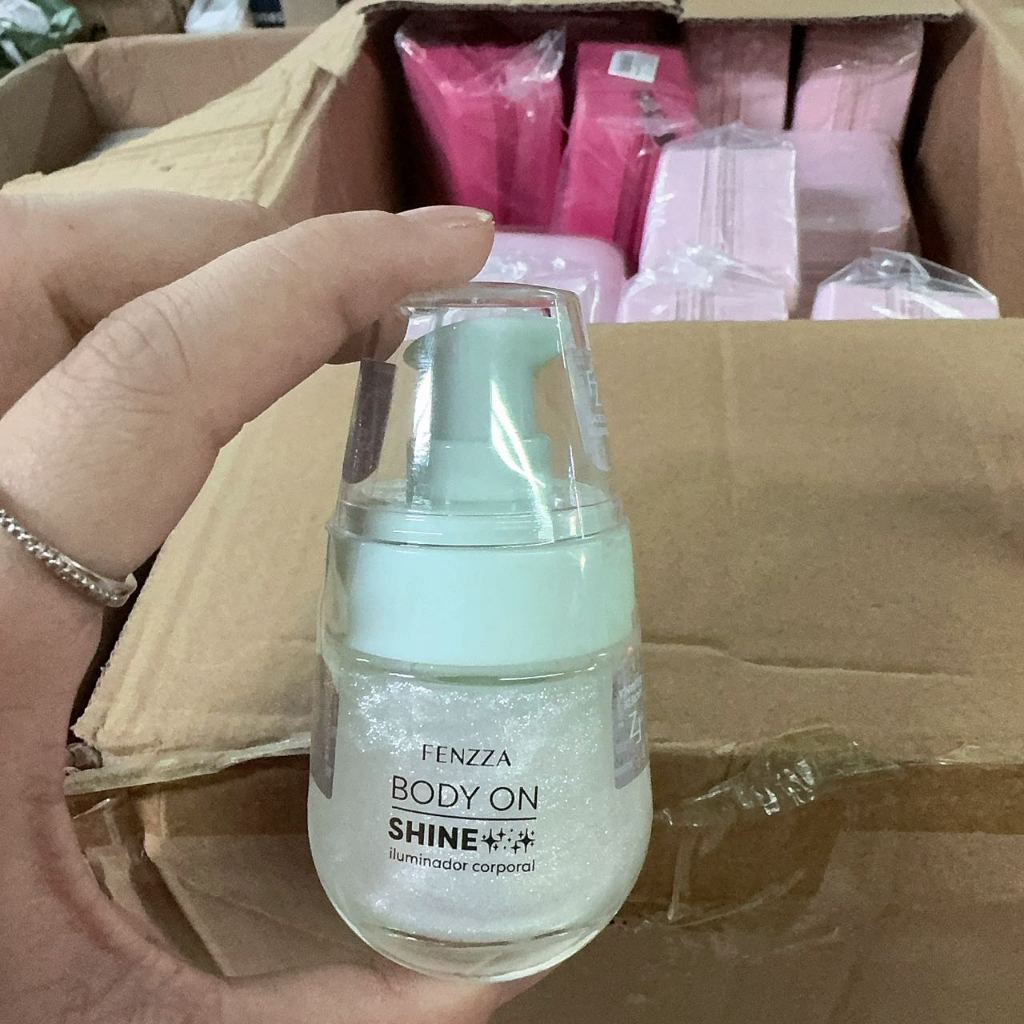 FENZZA
BODY ON
SHINE
iluminador corporal